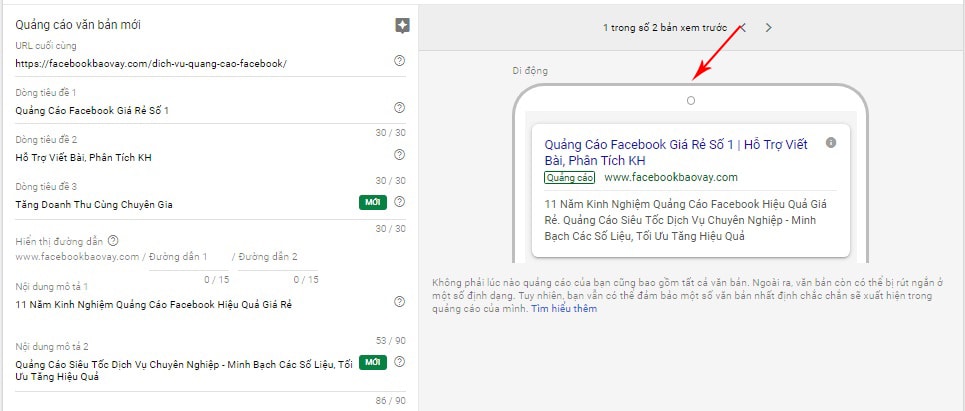 Quảng cáo văn bản mới
URL cuối cùng
https://facebookbaovay.com/dich-vu-quang-cao-facebook/
Dòng tiêu đề 1
Quảng Cáo Facebook Giá Rẻ Số 1
30 / 30
Dòng tiêu đề 2
Hỗ Trợ Viết Bài, Phân Tích KH
30 / 30
Dòng tiêu đề 3
Tăng Doanh Thu Cùng Chuyên Gia
MỚI
30 / 30
Hiển thị đường dẫn
www.facebookbaovay.com / Đường dẫn 1 / Đường dẫn 2
0 / 15 0 / 15
Nội dung mô tả 1
11 Năm Kinh Nghiệm Quảng Cáo Facebook Hiệu Quả Giá Rẻ
53 / 90
Nội dung mô tả 2
Quảng Cáo Siêu Tốc Dịch Vụ Chuyên Nghiệp - Minh Bạch Các Số Liệu, Tối
Ưu Tăng Hiệu Quả
MỚI
86 / 90
1 trong số 2 bản xem trước
Di động
Quảng Cáo Facebook Giá Rẻ Số 1 | Hỗ Trợ Viết
Bài, Phân Tích KH
Quảng cáo www.facebookbaovay.com
11 Năm Kinh Nghiệm Quảng Cáo Facebook Hiệu Quả Giá
Rẻ. Quảng Cáo Siêu Tốc Dịch Vụ Chuyên Nghiệp - Minh
Bạch Các Số Liệu, Tối Ưu Tăng Hiệu Quả
Không phải lúc nào quảng cáo của bạn cũng bao gồm tất cả văn bản. Ngoài ra, văn bản còn có thể bị rút ngắn ở
một số định dạng. Tuy nhiên, bạn vẫn có thể đảm bảo một số văn bản nhất định chắc chắn sẽ xuất hiện trong
quảng cáo của mình. Tìm hiểu thêm